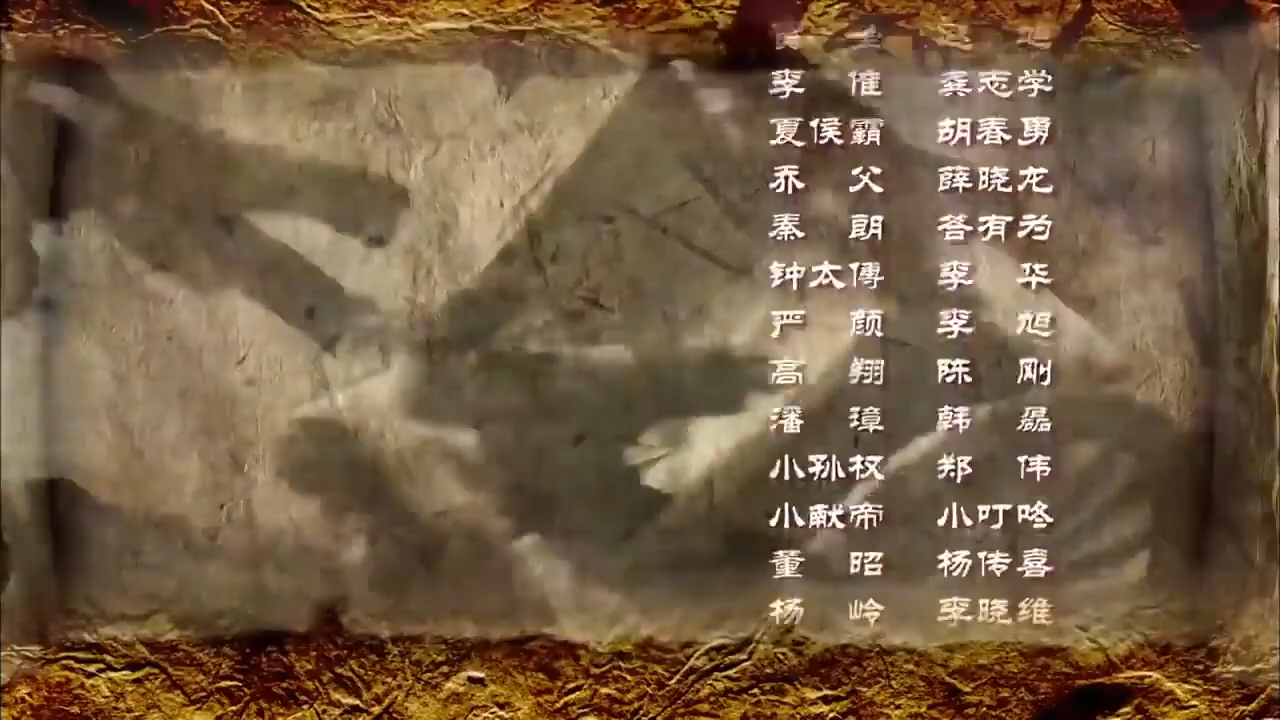 李 傕 龚志学
夏侯霸 胡春勇
乔 父 薛晓龙
秦 朗 答有为
钟太傅 李 华
严 颜 李 旭
高 翔 陈 刚
潘 璋 韩 磊
小孙权 郑 伟
小献帝 小叮咚
董 昭 杨传喜
杨 岭 李晓维